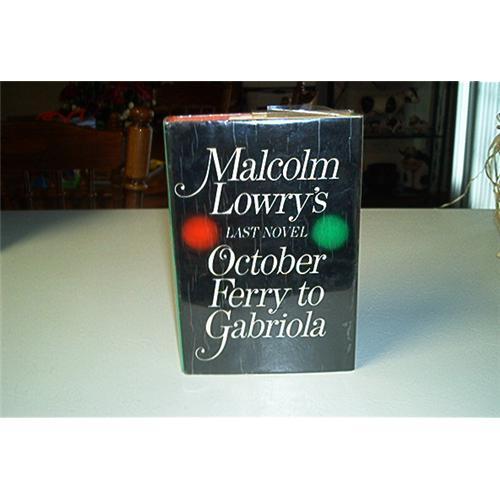 Malcolm
Lowry's
LAST NOVEL
October
Ferry to
Gabriola